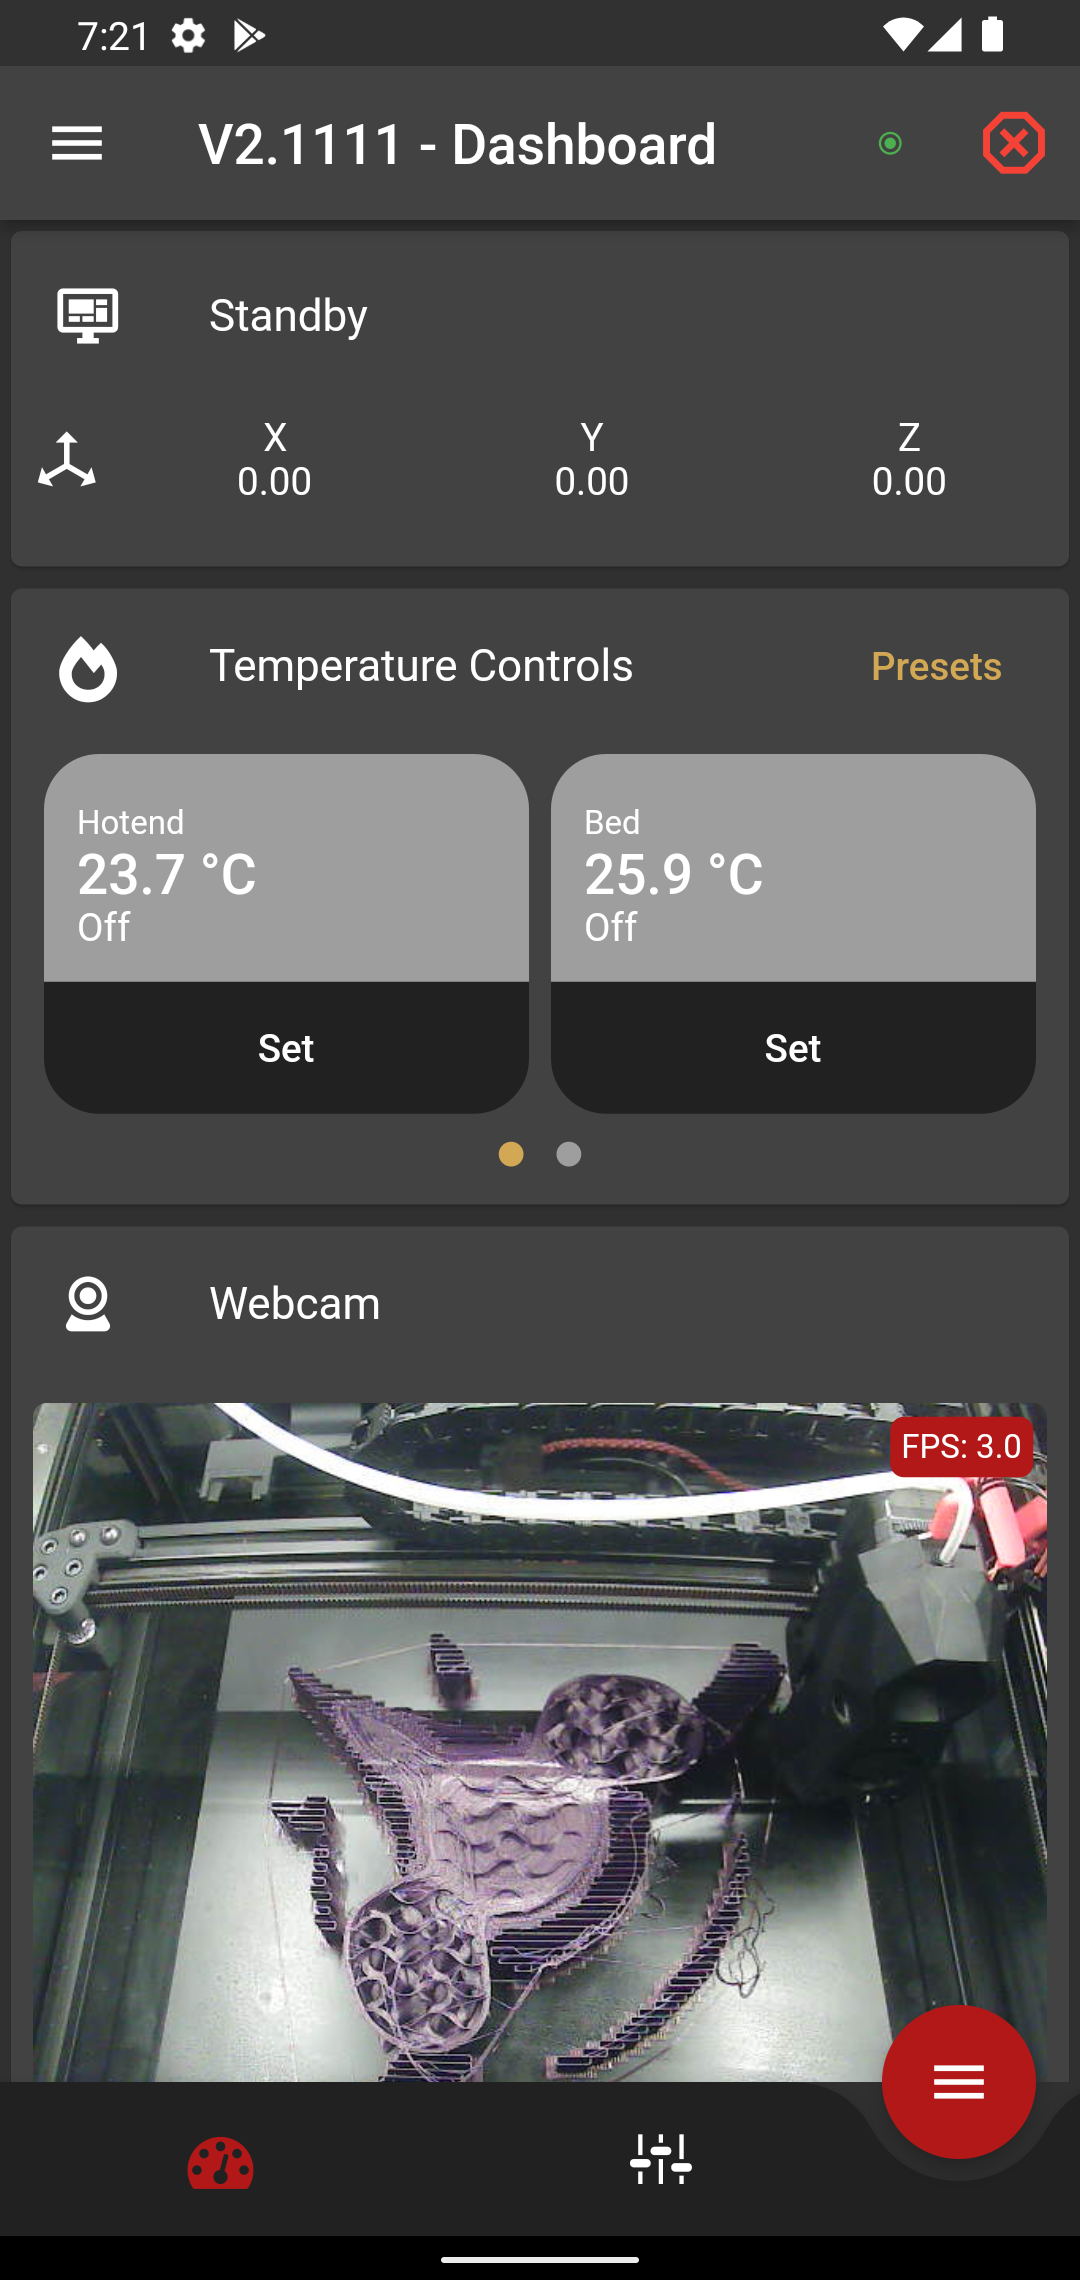 7:21
V2.1111 - Dashboard
Standby
X Y Z
0.00 0.00 0.00
Temperature Controls Presets
Hotend Bed
23.7 °C 25.9 °C
Off Off
Set Set
Webcam
FPS: 3.0